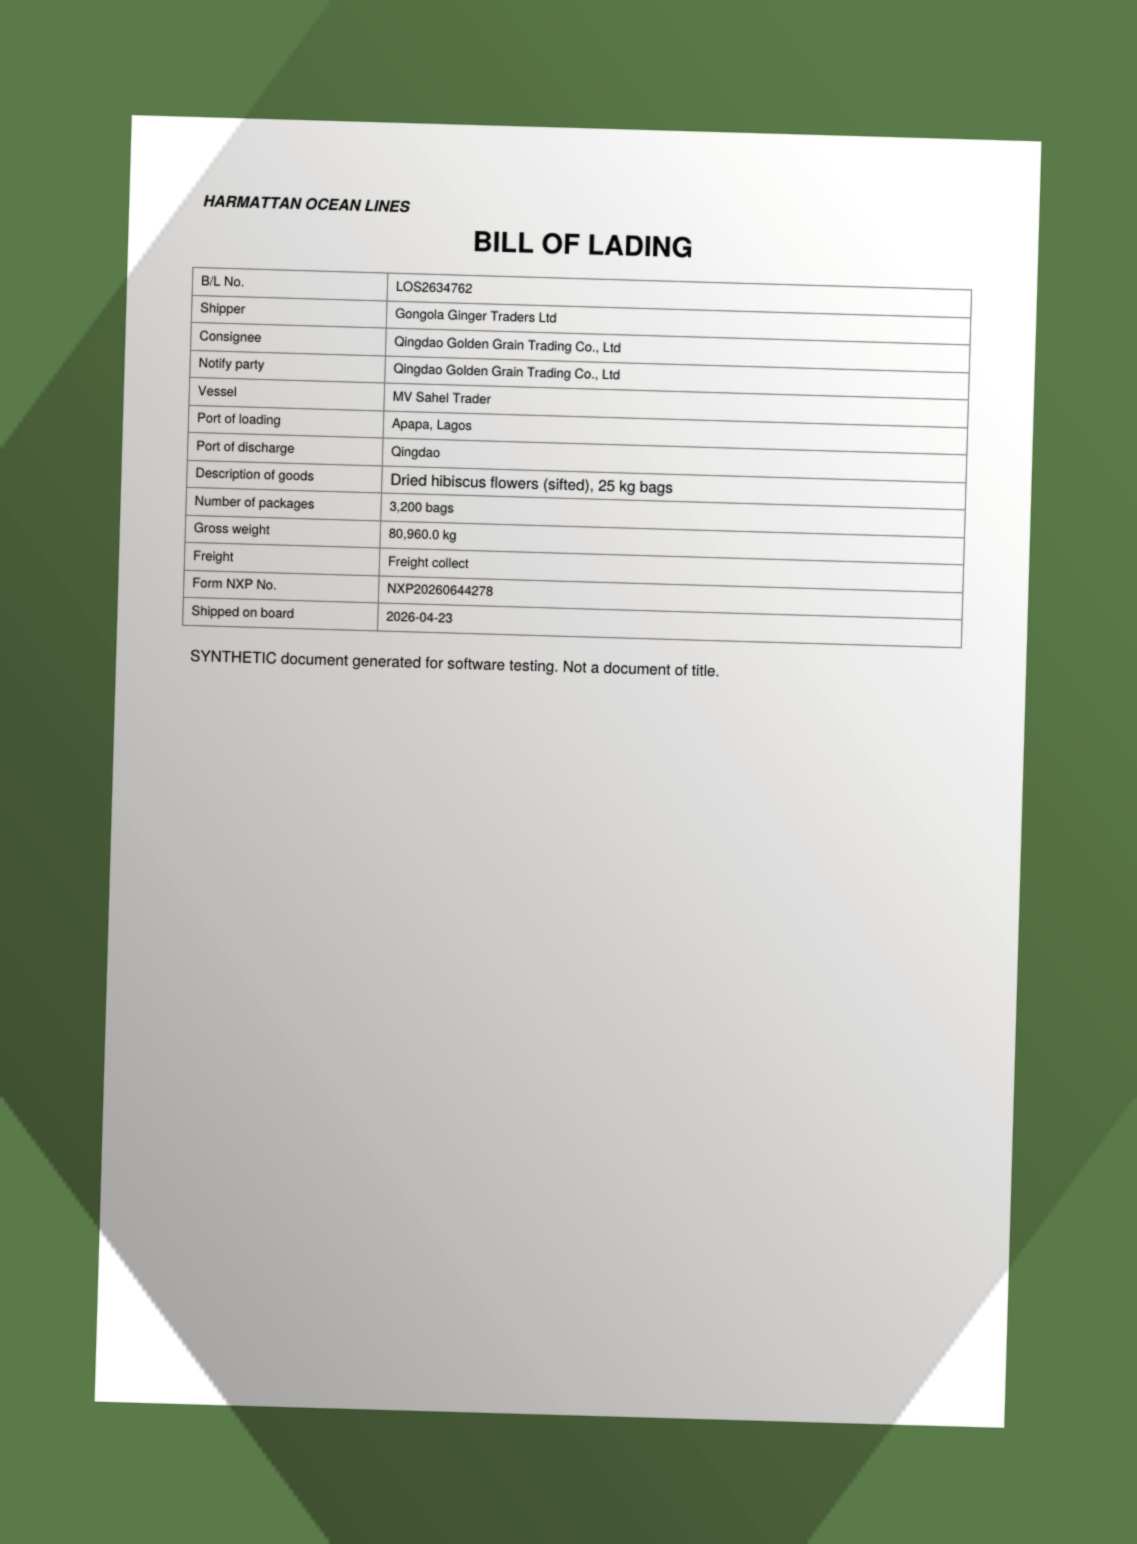 HARMATTAN OCEAN LINES
BILL OF LADING
B/L No. LOS2634762
Shipper Gongola Ginger Traders Ltd
Consignee Qingdao Golden Grain Trading Co., Ltd
Notify party Qingdao Golden Grain Trading Co., Ltd
Vessel MV Sahel Trader
Port of loading Apapa, Lagos
Port of discharge Qingdao
Description of goods Dried hibiscus flowers (sifted), 25 kg bags
Number of packages 3,200 bags
Gross weight 80,960.0 kg
Freight Freight collect
Form NXP No. NXP20260644278
Shipped on board 2026-04-23
SYNTHETIC document generated for software testing. Not a document of title.